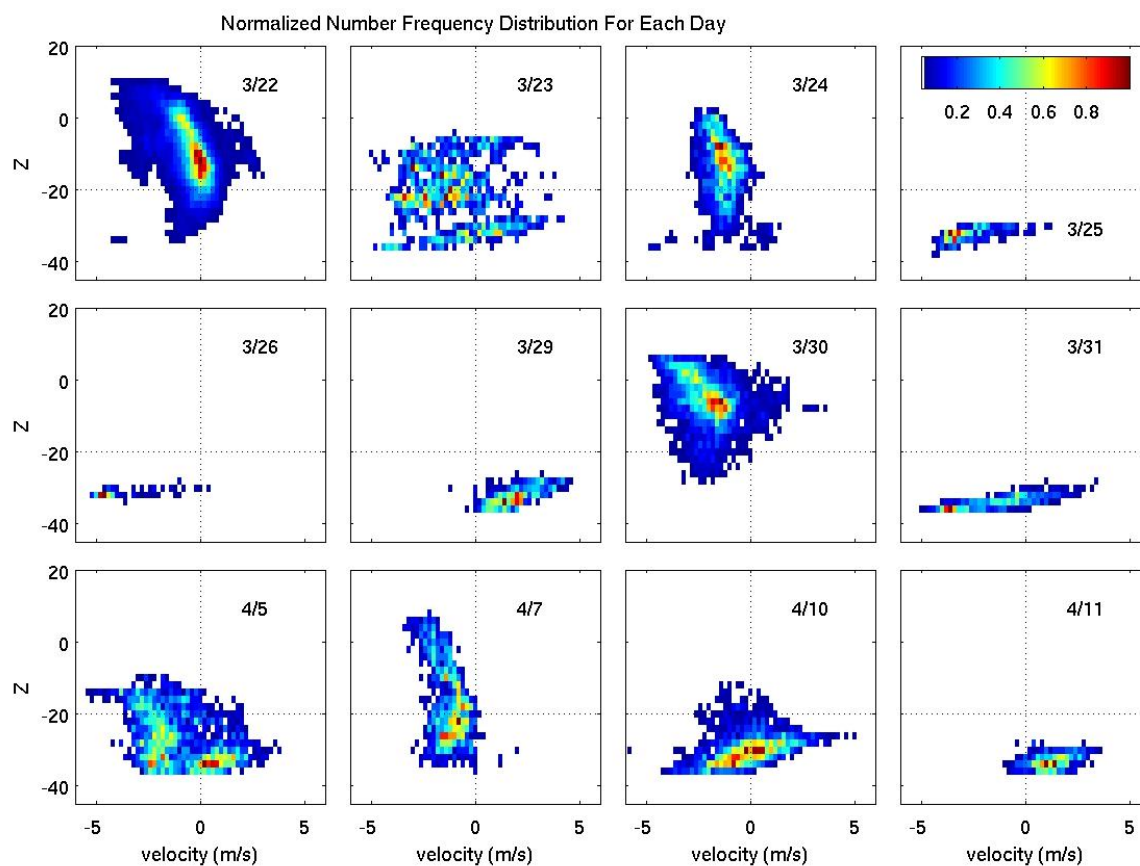 Normalized Number Frequency Distribution For Each Day
20
0
-20
-40
Z
3/22
3/23
3/24
0.2 0.4 0.6 0.8
3/25
20
0
-20
-40
Z
3/26
3/29
3/30
3/31
20
0
-20
-40
Z
4/5
4/7
4/10
4/11
-5 0 5
-5 0 5
-5 0 5
-5 0 5
velocity (m/s)
velocity (m/s)
velocity (m/s)
velocity (m/s)